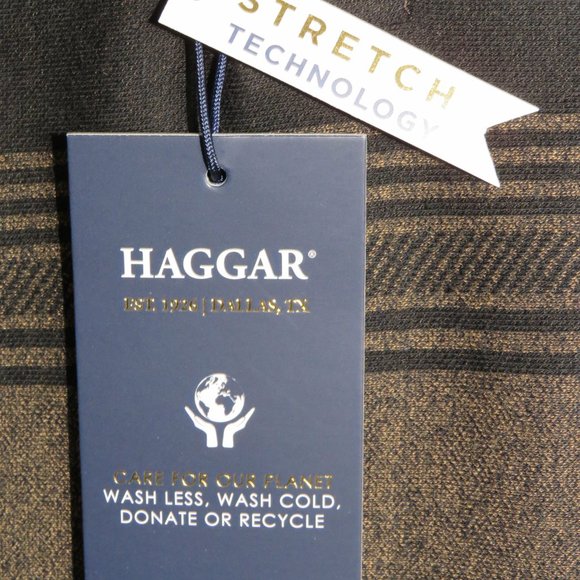 STRETCH
TECHNOLOGY
HAGGAR®
EST. 1926 | DALLAS, TX
CARE FOR OUR PLANET
WASH LESS, WASH COLD,
DONATE OR RECYCLE